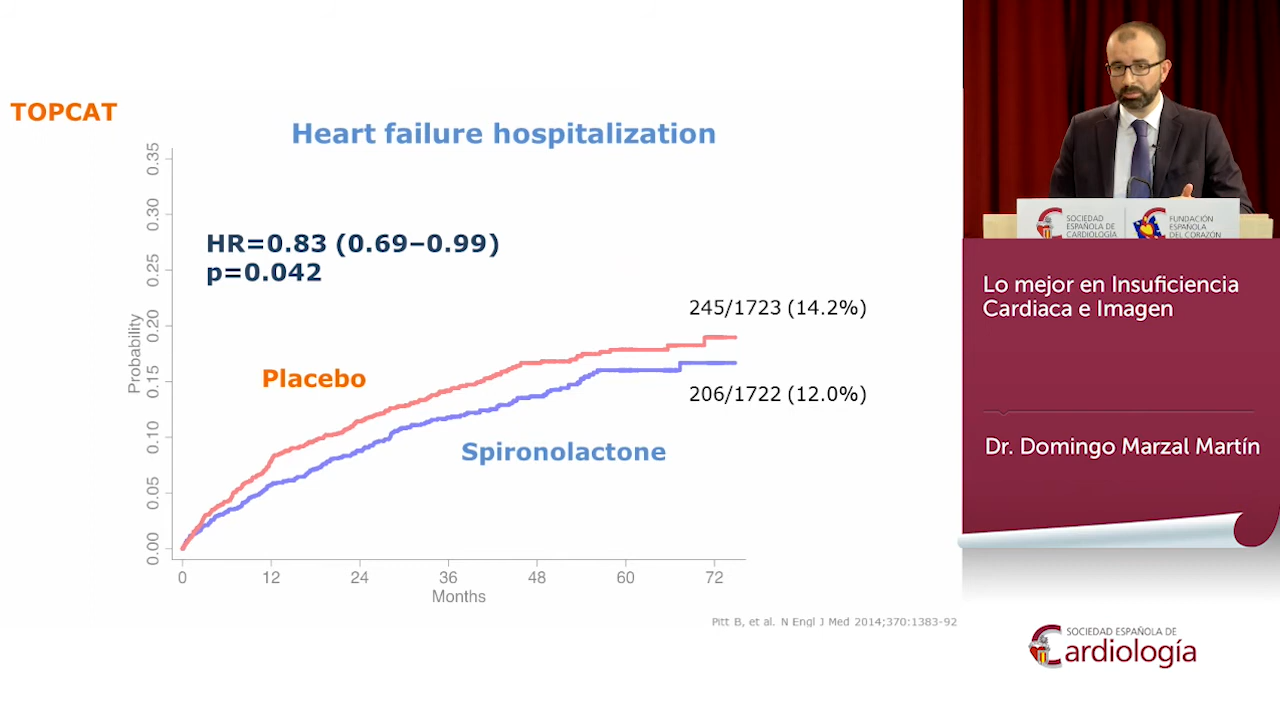 TOPCAT
Heart failure hospitalization
0.35
0.30
0.25
0.20
0.15
0.10
0.05
0.00
Probability
HR=0.83 (0.69–0.99)
p=0.042
245/1723 (14.2%)
Placebo
206/1722 (12.0%)
Spironolactone
0 12 24 36 48 60 72
Months
Pitt B, et al. N Engl J Med 2014;370:1383-92
SOCIEDAD
ESPAÑOLA DE
CARDIOLOGÍA
FUNDACIÓN
ESPAÑOLA
DEL CORAZÓN
Lo mejor en Insuficiencia
Cardiaca e Imagen
Dr. Domingo Marzal Martín
SOCIEDAD ESPAÑOLA DE
Cardiología